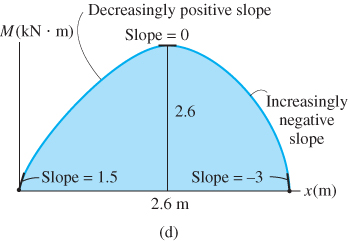 Decreasingly positive slope
M(kN · m)
Slope = 0
2.6
Increasingly
negative
slope
Slope = 1.5
Slope = –3
x(m)
2.6 m
(d)